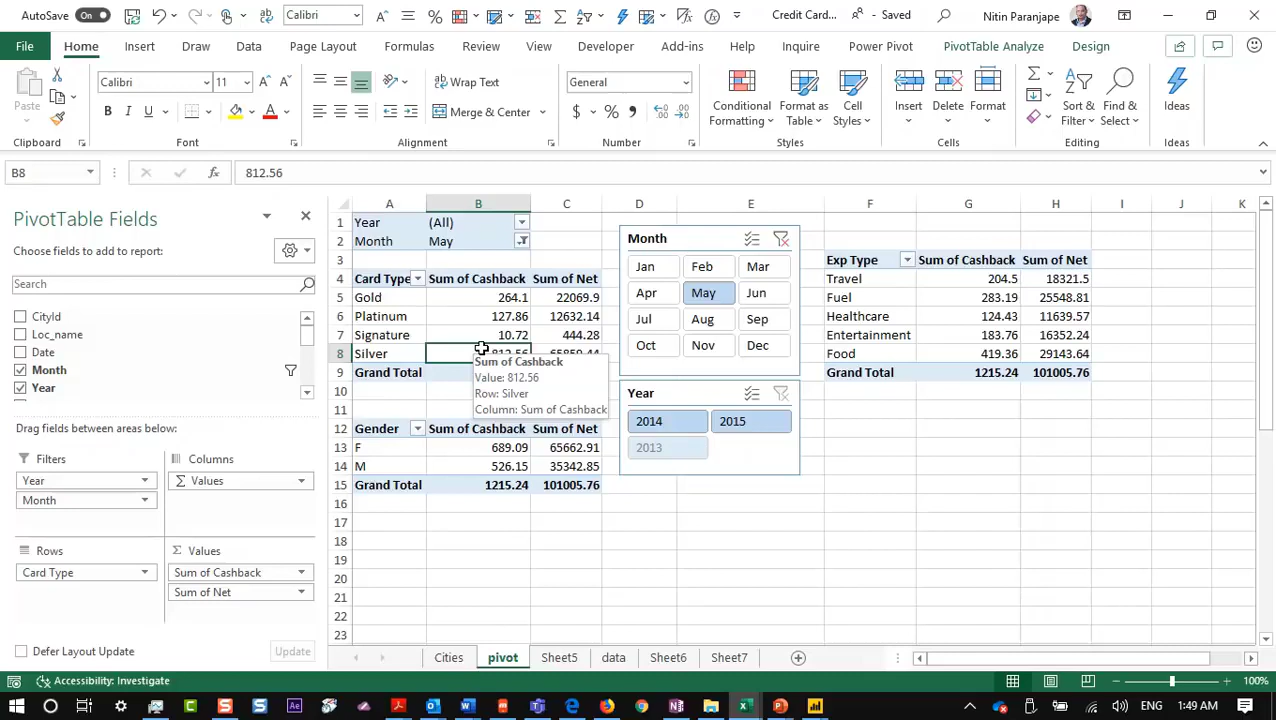 AutoSave On
Calibri
Credit Card... - Saved
Nitin Paranjape
File Home Insert Draw Data Page Layout Formulas Review View Developer Add-ins Help Inquire Power Pivot PivotTable Analyze Design
Paste
Calibri 11
Wrap Text
General
Merge & Center
Conditional Formatting
Format as Table
Cell Styles
Insert Delete Format
Sort & Filter
Find & Select
Ideas
Clipboard Font Alignment Number Styles Cells Editing Ideas
B8 812.56
PivotTable Fields
Choose fields to add to report:
Search
CityId
Loc_name
Date
Month
Year
Drag fields between areas below:
Filters
Year
Month
Columns
Σ Values
Rows
Card Type
Σ Values
Sum of Cashback
Sum of Net
Defer Layout Update Update
A B C D E F G H I J K
1 Year (All)
2 Month May
3
4 Card Type Sum of Cashback Sum of Net
5 Gold 264.1 22069.9
6 Platinum 127.86 12632.14
7 Signature 10.72 444.28
8 Silver
9 Grand Total
10
11
12 Gender Sum of Cashback Sum of Net
13 F 689.09 65662.91
14 M 526.15 35342.85
15 Grand Total 1215.24 101005.76
16
17
18
19
20
21
22
23
Sum of Cashback
Value: 812.56
Row: Silver
Column: Sum of Cashback
Month
Jan Feb Mar
Apr May Jun
Jul Aug Sep
Oct Nov Dec
Year
2014 2015
2013
Exp Type Sum of Cashback Sum of Net
Travel 204.5 18321.5
Fuel 283.19 25548.81
Healthcare 124.43 11639.57
Entertainment 183.76 16352.24
Food 419.36 29143.64
Grand Total 1215.24 101005.76
Cities pivot Sheet5 data Sheet6 Sheet7
Accessibility: Investigate
100%
ENG 1:49 AM